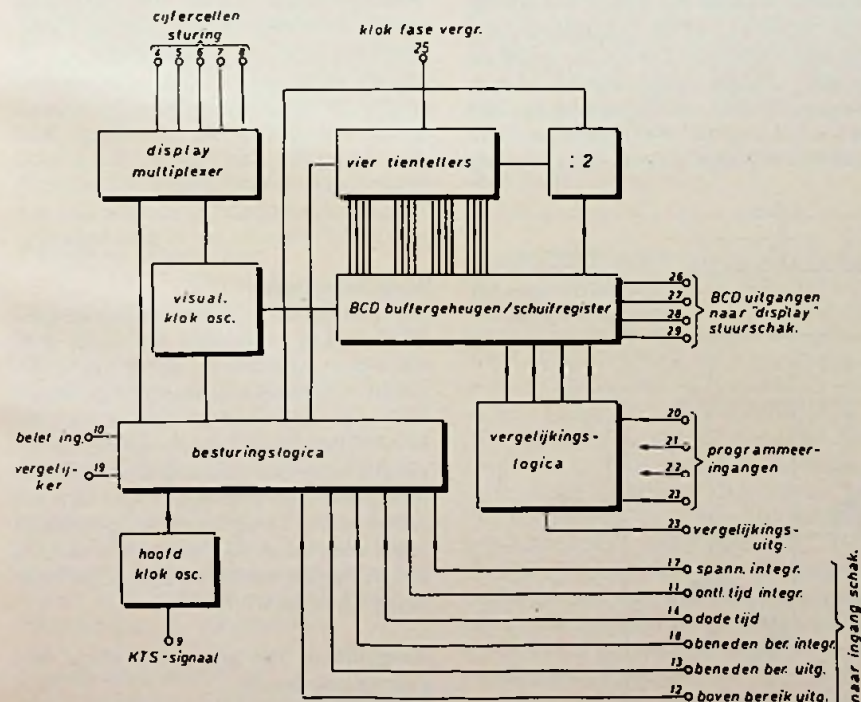 cijfercellen
sturing
4 5 6 7 8
klok fase vergr.
25
display
multiplexer
vier tientellers
: 2
visual.
klok osc.
BCD buffergeheugen/schuifregister
26
27
28
29
BCD uitgangen
naar "display"
stuurschak.
belet ing. 10
vergelij-
ker
19
besturingslogica
vergelijkings-
logica
20
21
22
23
programmeer-
ingangen
23 vergelijkings-
uitg.
hoofd
klok osc.
9
KTS-signaal
17 spann. integr.
11 ontl. tijd integr.
14 dode tijd
18 beneden ber. integr.
13 beneden ber. uitg.
12 boven bereik uitg.
naar ingang schak.